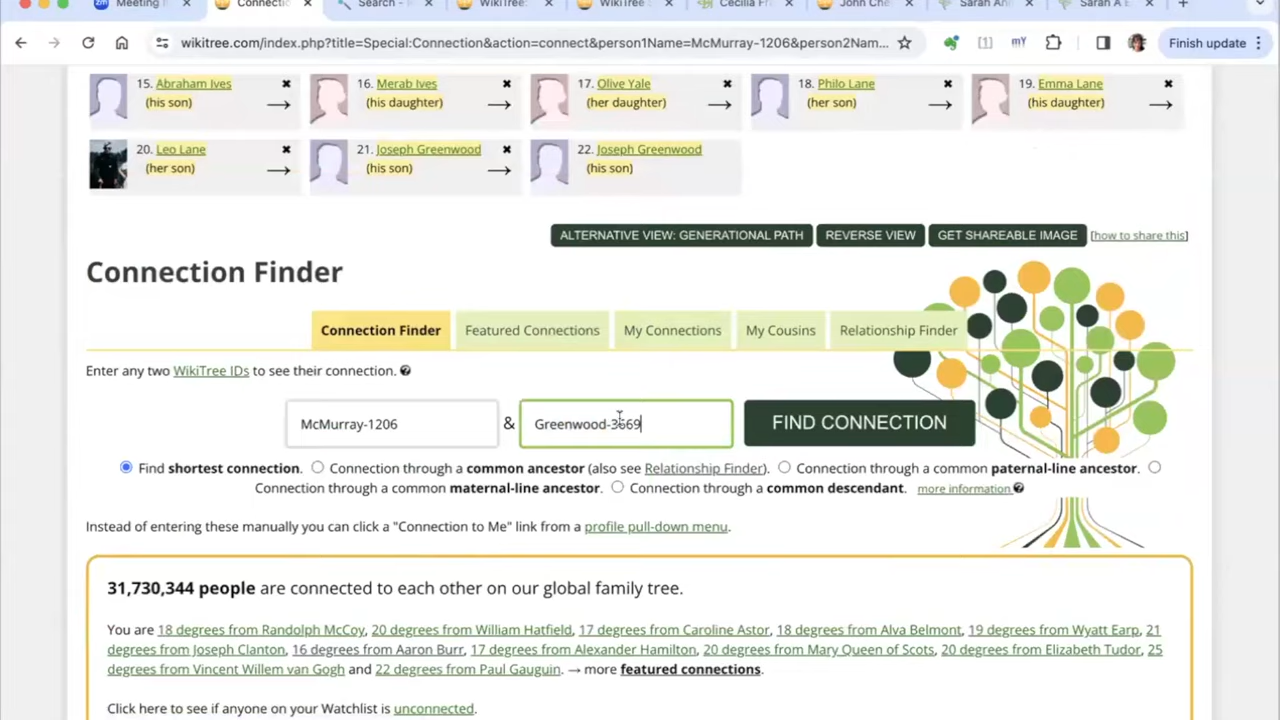 Meeting
Connectio
Search -
WikiTree:
WikiTree
Cecilia Fr
John Che
Sarah Ann
Sarah A E
wikitree.com/index.php?title=Special:Connection&action=connect&person1Name=McMurray-1206&person2Nam...
Finish update
15. Abraham Ives
(his son)
16. Merab Ives
(his daughter)
17. Olive Yale
(her daughter)
18. Philo Lane
(her son)
19. Emma Lane
(his daughter)
20. Leo Lane
(her son)
21. Joseph Greenwood
(his son)
22. Joseph Greenwood
(his son)
ALTERNATIVE VIEW: GENERATIONAL PATH
REVERSE VIEW
GET SHAREABLE IMAGE
[how to share this]
Connection Finder
Connection Finder
Featured Connections
My Connections
My Cousins
Relationship Finder
Enter any two WikiTree IDs to see their connection.
McMurray-1206
&
Greenwood-3669
FIND CONNECTION
Find shortest connection. Connection through a common ancestor (also see Relationship Finder). Connection through a common paternal-line ancestor.
Connection through a common maternal-line ancestor. Connection through a common descendant. more information
Instead of entering these manually you can click a "Connection to Me" link from a profile pull-down menu.
31,730,344 people are connected to each other on our global family tree.
You are 18 degrees from Randolph McCoy, 20 degrees from William Hatfield, 17 degrees from Caroline Astor, 18 degrees from Alva Belmont, 19 degrees from Wyatt Earp, 21
degrees from Joseph Clanton, 16 degrees from Aaron Burr, 17 degrees from Alexander Hamilton, 20 degrees from Mary Queen of Scots, 20 degrees from Elizabeth Tudor, 25
degrees from Vincent Willem van Gogh and 22 degrees from Paul Gauguin. → more featured connections.
Click here to see if anyone on your Watchlist is unconnected.